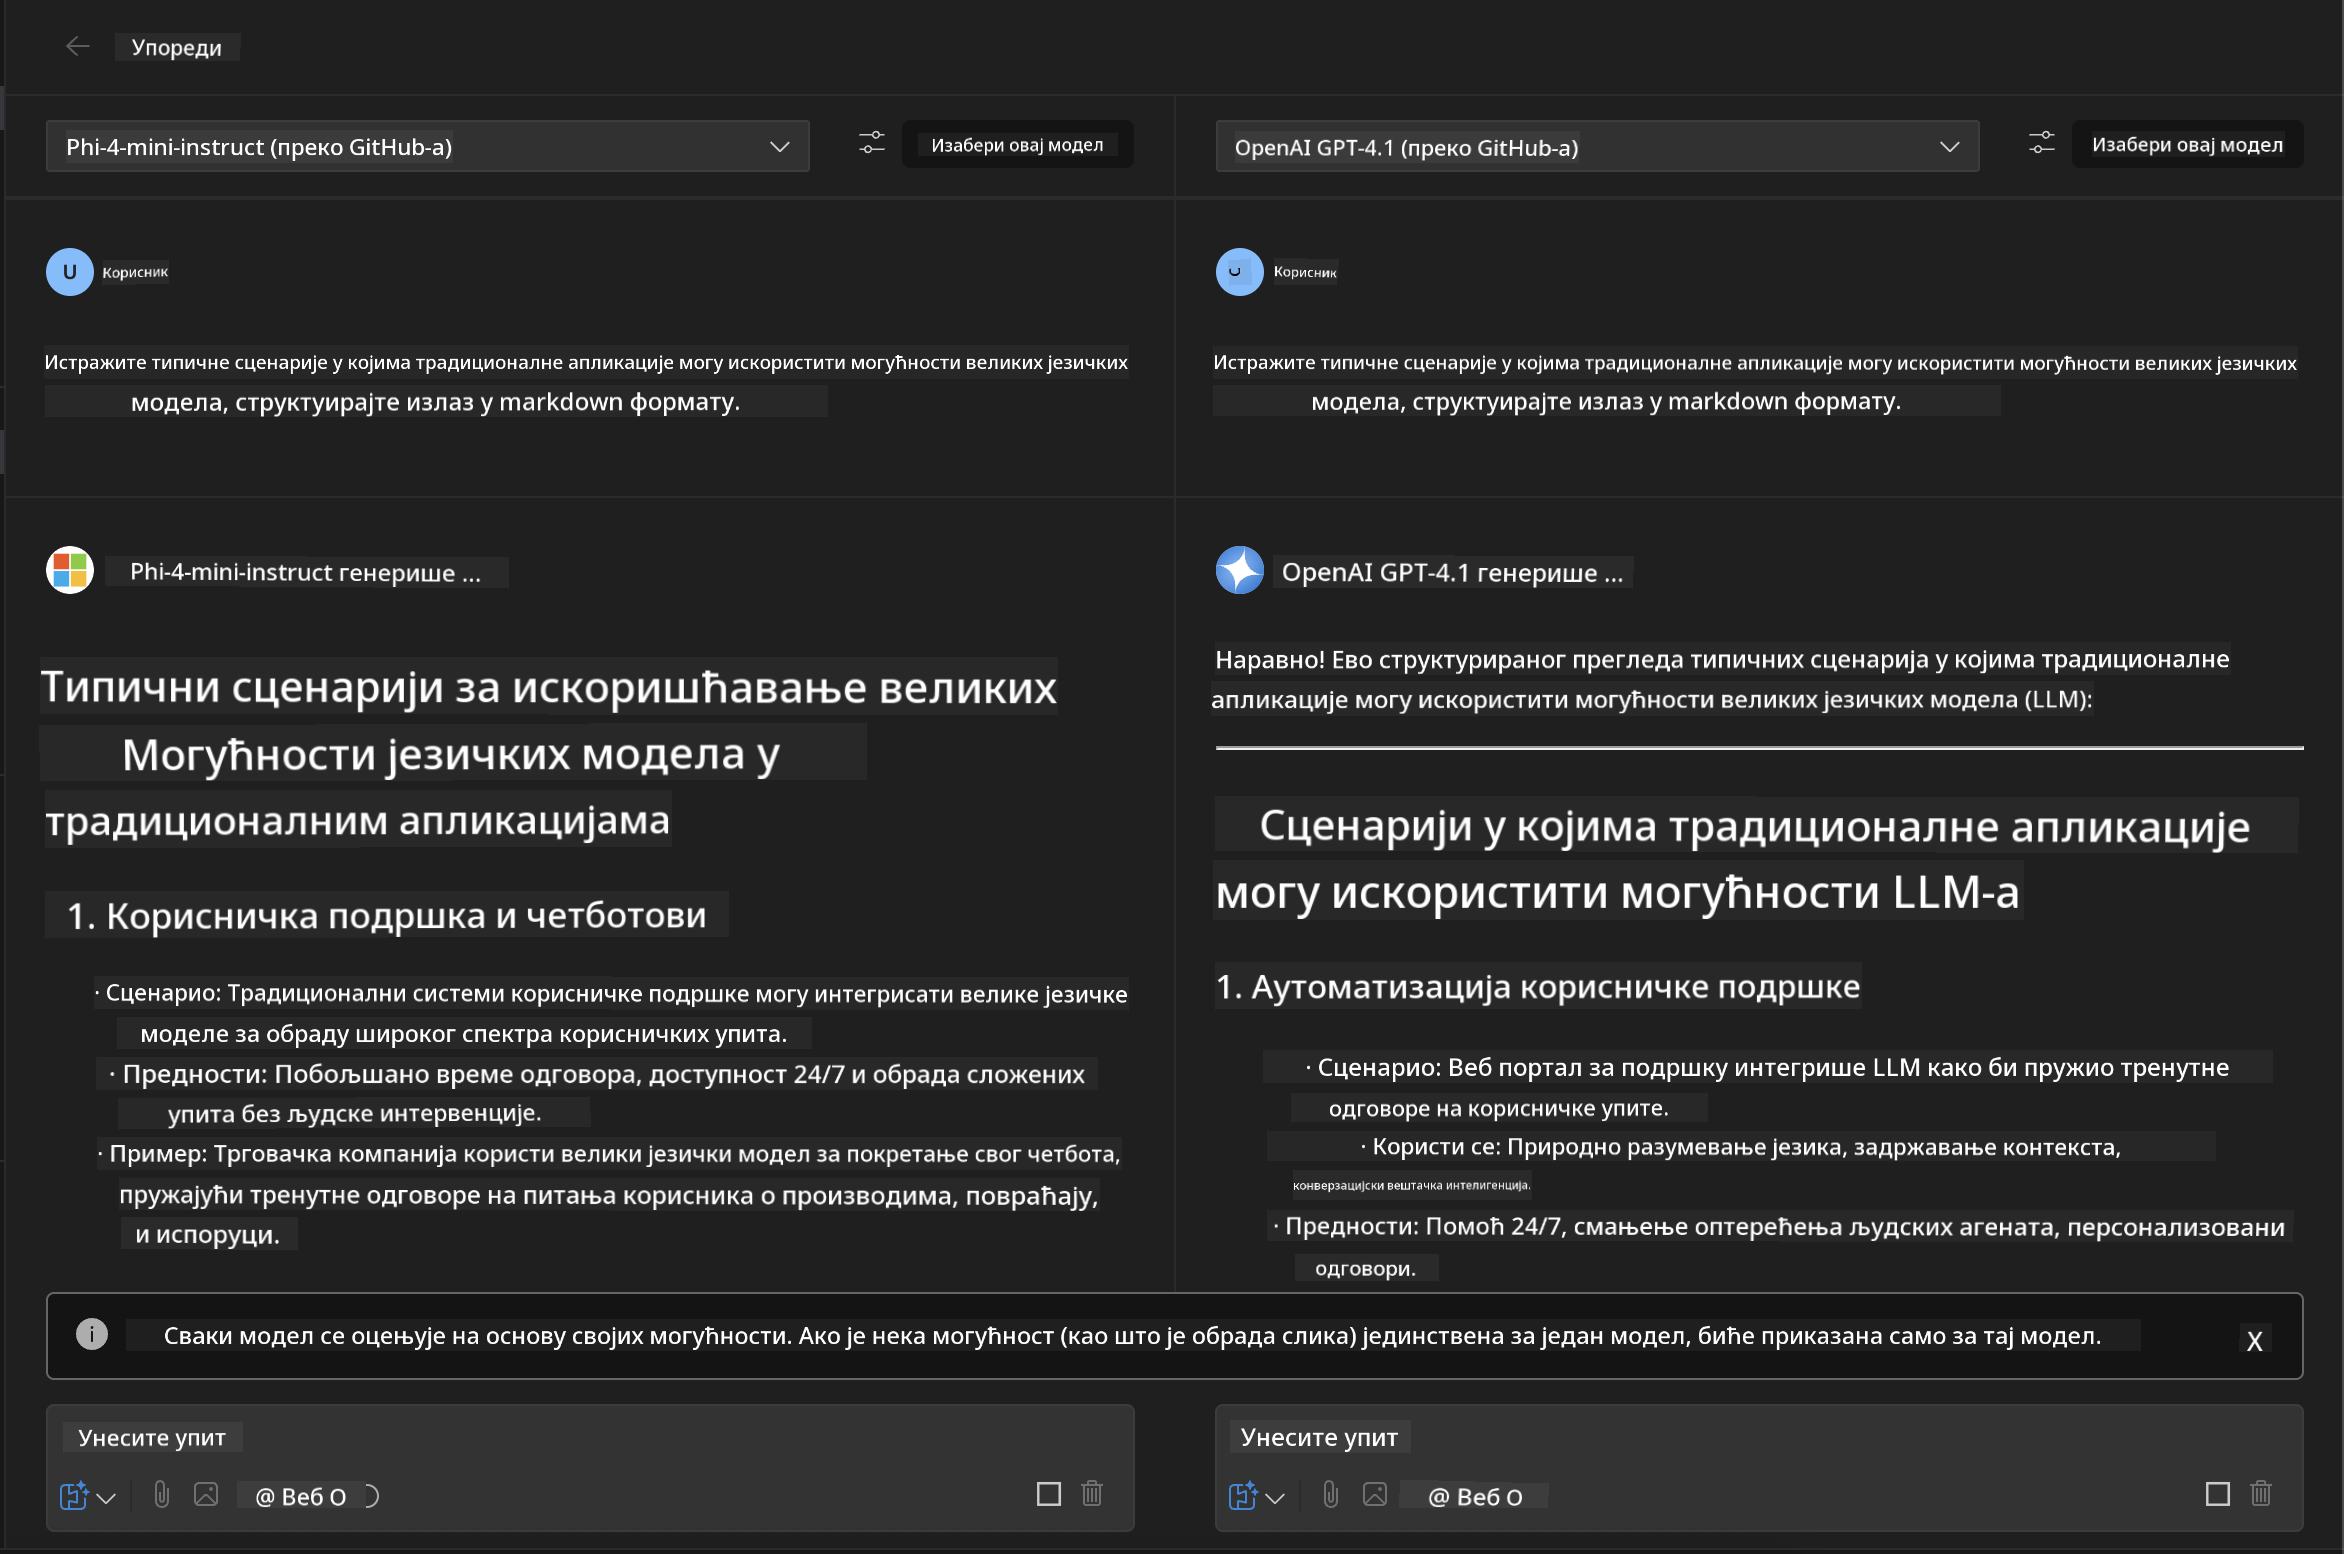 Упореди
Phi-4-mini-instruct (преко GitHub-а)
Изабери овај модел
U
Корисник
Истражите типичне сценарије у којима традиционалне апликације могу искористити могућности великих језичких
модела, структуирајте излаз у markdown формату.
Phi-4-mini-instruct генерише ...
Типични сценарији за искоришћавање великих
Могућности језичких модела у
традиционалним апликацијама
1. Корисничка подршка и четботови
· Сценарио: Традиционални системи корисничке подршке могу интегрисати велике језичке
моделе за обраду широког спектра корисничких упита.
· Предности: Побољшано време одговора, доступност 24/7 и обрада сложених
упита без људске интервенције.
· Пример: Трговачка компанија користи велики језички модел за покретање свог четбота,
пружајући тренутне одговоре на питања корисника о производима, повраћају,
и испоруци.
OpenAI GPT-4.1 (преко GitHub-а)
Изабери овај модел
Корисник
Истражите типичне сценарије у којима традиционалне апликације могу искористити могућности великих језичких
модела, структуирајте излаз у markdown формату.
OpenAI GPT-4.1 генерише ...
Наравно! Ево структурираног прегледа типичних сценарија у којима традиционалне
апликације могу искористити могућности великих језичких модела (LLM):
Сценарији у којима традиционалне апликације
могу искористити могућности LLM-а
1. Аутоматизација корисничке подршке
· Сценарио: Веб портал за подршку интегрише LLM како би пружио тренутне
одговоре на корисничке упите.
· Користи се: Природно разумевање језика, задржавање контекста,
конверзацијски вештачка интелигенција.
· Предности: Помоћ 24/7, смањење оптерећења људских агената, персонализовани
одговори.
Сваки модел се оцењује на основу својих могућности. Ако је нека могућност (као што је обрада слика) јединствена за један модел, биће приказана само за тај модел.
X
Унесите упит
@ Веб О
Унесите упит
@ Веб О